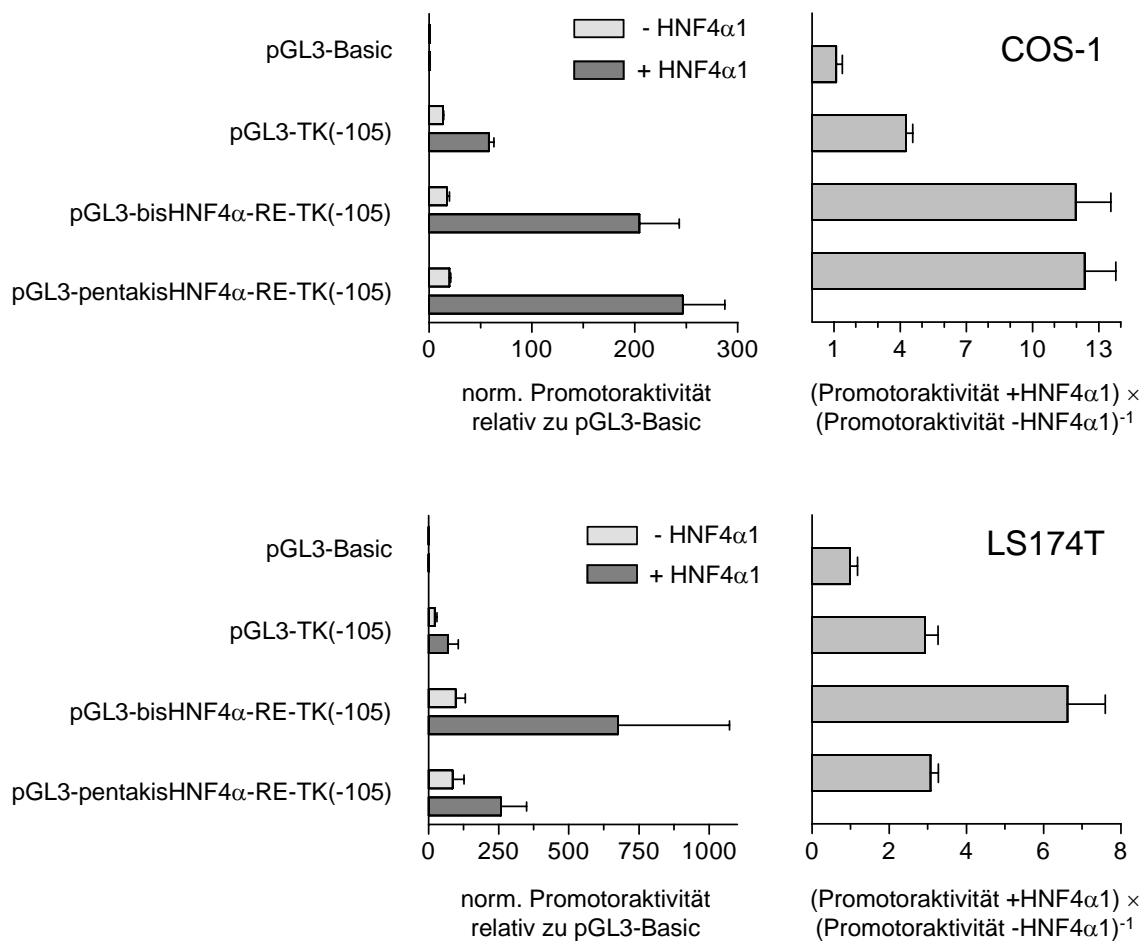 pGL3-Basic
pGL3-TK(-105)
pGL3-bisHNF4α-RE-TK(-105)
pGL3-pentakisHNF4α-RE-TK(-105)
- HNF4α1
+ HNF4α1
0 100 200 300
norm. Promotoraktivität
relativ zu pGL3-Basic
COS-1
1 4 7 10 13
(Promotoraktivität +HNF4α1) ×
(Promotoraktivität -HNF4α1)⁻¹
pGL3-Basic
pGL3-TK(-105)
pGL3-bisHNF4α-RE-TK(-105)
pGL3-pentakisHNF4α-RE-TK(-105)
- HNF4α1
+ HNF4α1
0 250 500 750 1000
norm. Promotoraktivität
relativ zu pGL3-Basic
LS174T
0 2 4 6 8
(Promotoraktivität +HNF4α1) ×
(Promotoraktivität -HNF4α1)⁻¹